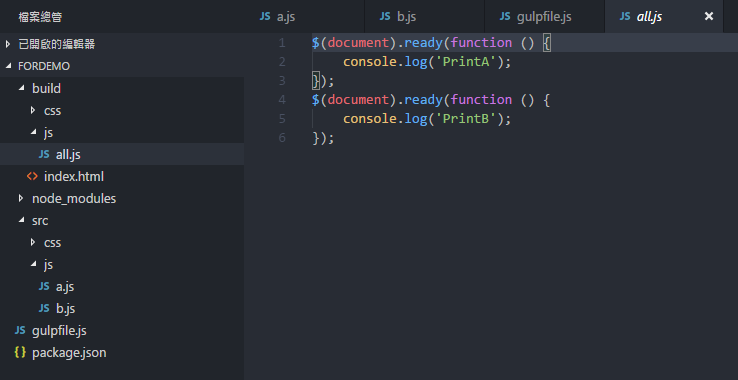 檔案總管
已開啟的編輯器
FORDEMO
build
css
js
JS all.js
<> index.html
node_modules
src
css
js
JS a.js
JS b.js
JS gulpfile.js
{} package.json
JS a.js
JS b.js
JS gulpfile.js
JS all.js ×
1 $(document).ready(function () {
2     console.log('PrintA');
3 });
4 $(document).ready(function () {
5     console.log('PrintB');
6 });